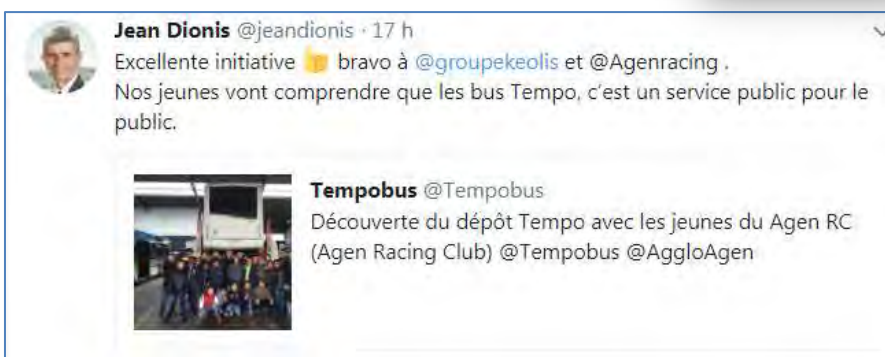 Jean Dionis @jeandionis · 17 h
Excellente initiative 👍 bravo à @groupekeolis et @Agenracing .
Nos jeunes vont comprendre que les bus Tempo, c'est un service public pour le
public.
Tempobus @Tempobus
Découverte du dépôt Tempo avec les jeunes du Agen RC
(Agen Racing Club) @Tempobus @AggloAgen